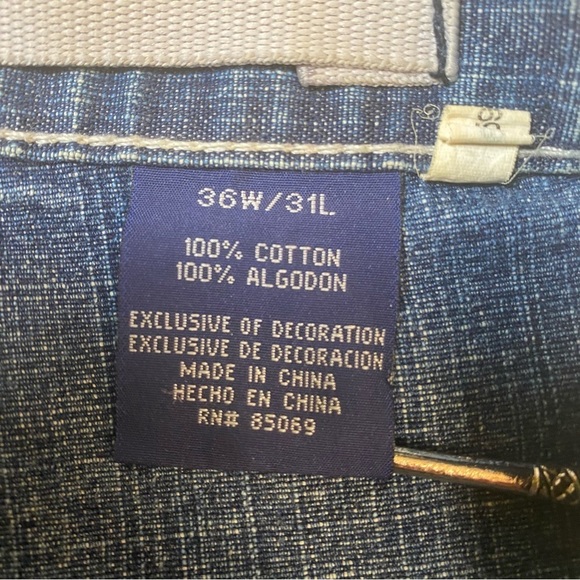 36W/31L
100% COTTON
100% ALGODON
EXCLUSIVE OF DECORATION
EXCLUSIVE DE DECORACION
MADE IN CHINA
HECHO EN CHINA
RN# 85069